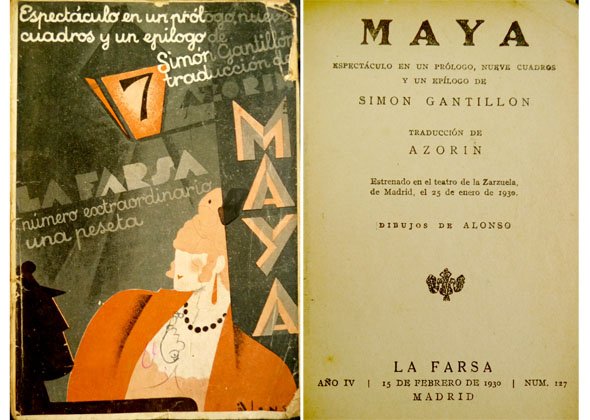 Espectáculo en un prólogo, nueve
cuadros y un epílogo de
Simón Gantillón
traducción de
AZORIN
7
MAYA
LA FARSA
número extraordinario
una peseta
MAYA
ESPECTÁCULO EN UN PRÓLOGO, NUEVE CUADROS
Y UN EPÍLOGO DE
SIMON GANTILLON
TRADUCCIÓN DE
AZORIN
Estrenado en el teatro de la Zarzuela,
de Madrid, el 25 de enero de 1930.
DIBUJOS DE ALONSO
LA FARSA
AÑO IV | 15 DE FEBRERO DE 1930 | NUM. 127
MADRID